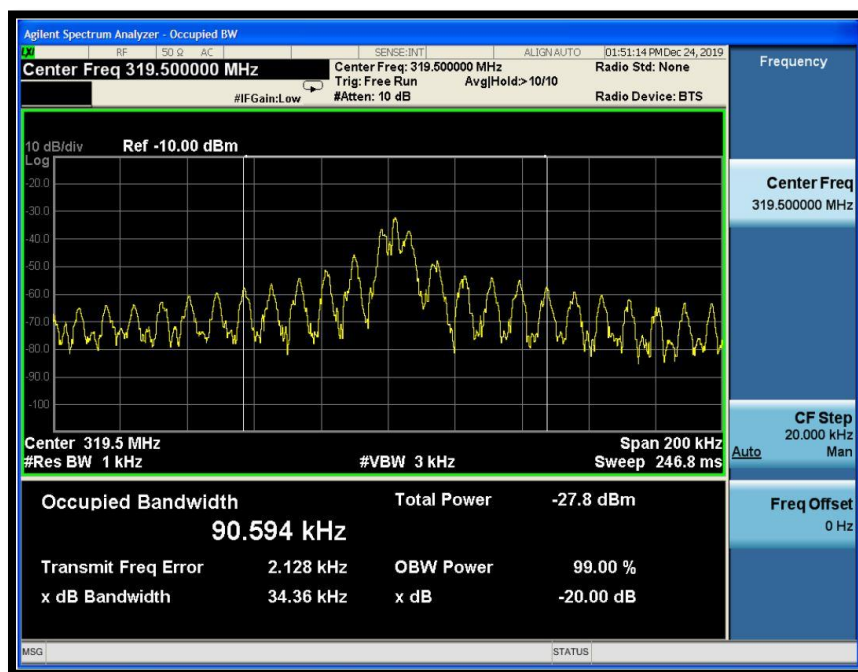 Agilent Spectrum Analyzer - Occupied BW
LXI RF 50 Ω AC SENSE:INT ALIGN AUTO 01:51:14 PM Dec 24, 2019
Center Freq 319.500000 MHz
Center Freq: 319.500000 MHz
Radio Std: None
Trig: Free Run
Avg|Hold:>10/10
#IFGain:Low
#Atten: 10 dB
Radio Device: BTS
10 dB/div
Ref -10.00 dBm
Log
-20.0
-30.0
-40.0
-50.0
-60.0
-70.0
-80.0
-90.0
-100
Center 319.5 MHz
Span 200 kHz
#Res BW 1 kHz
#VBW 3 kHz
Sweep 246.8 ms
Occupied Bandwidth
Total Power -27.8 dBm
90.594 kHz
Transmit Freq Error 2.128 kHz
OBW Power 99.00 %
x dB Bandwidth 34.36 kHz
x dB -20.00 dB
Frequency
Center Freq
319.500000 MHz
CF Step
20.000 kHz
Auto Man
Freq Offset
0 Hz
MSG
STATUS